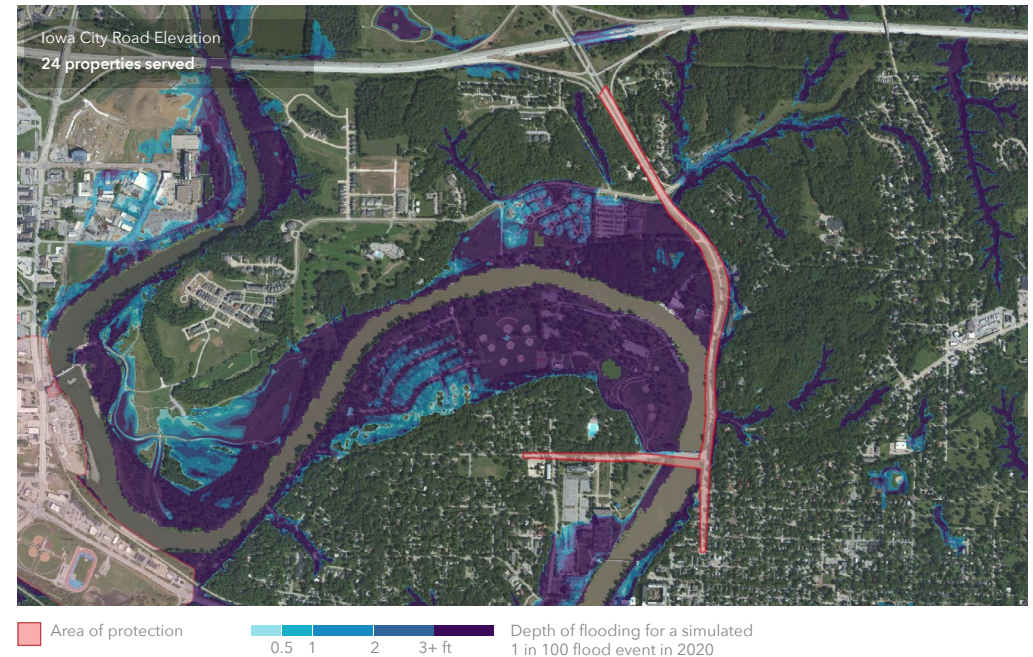 Iowa City Road Elevation
24 properties served
Area of protection
0.5 1 2 3+ ft
Depth of flooding for a simulated
1 in 100 flood event in 2020